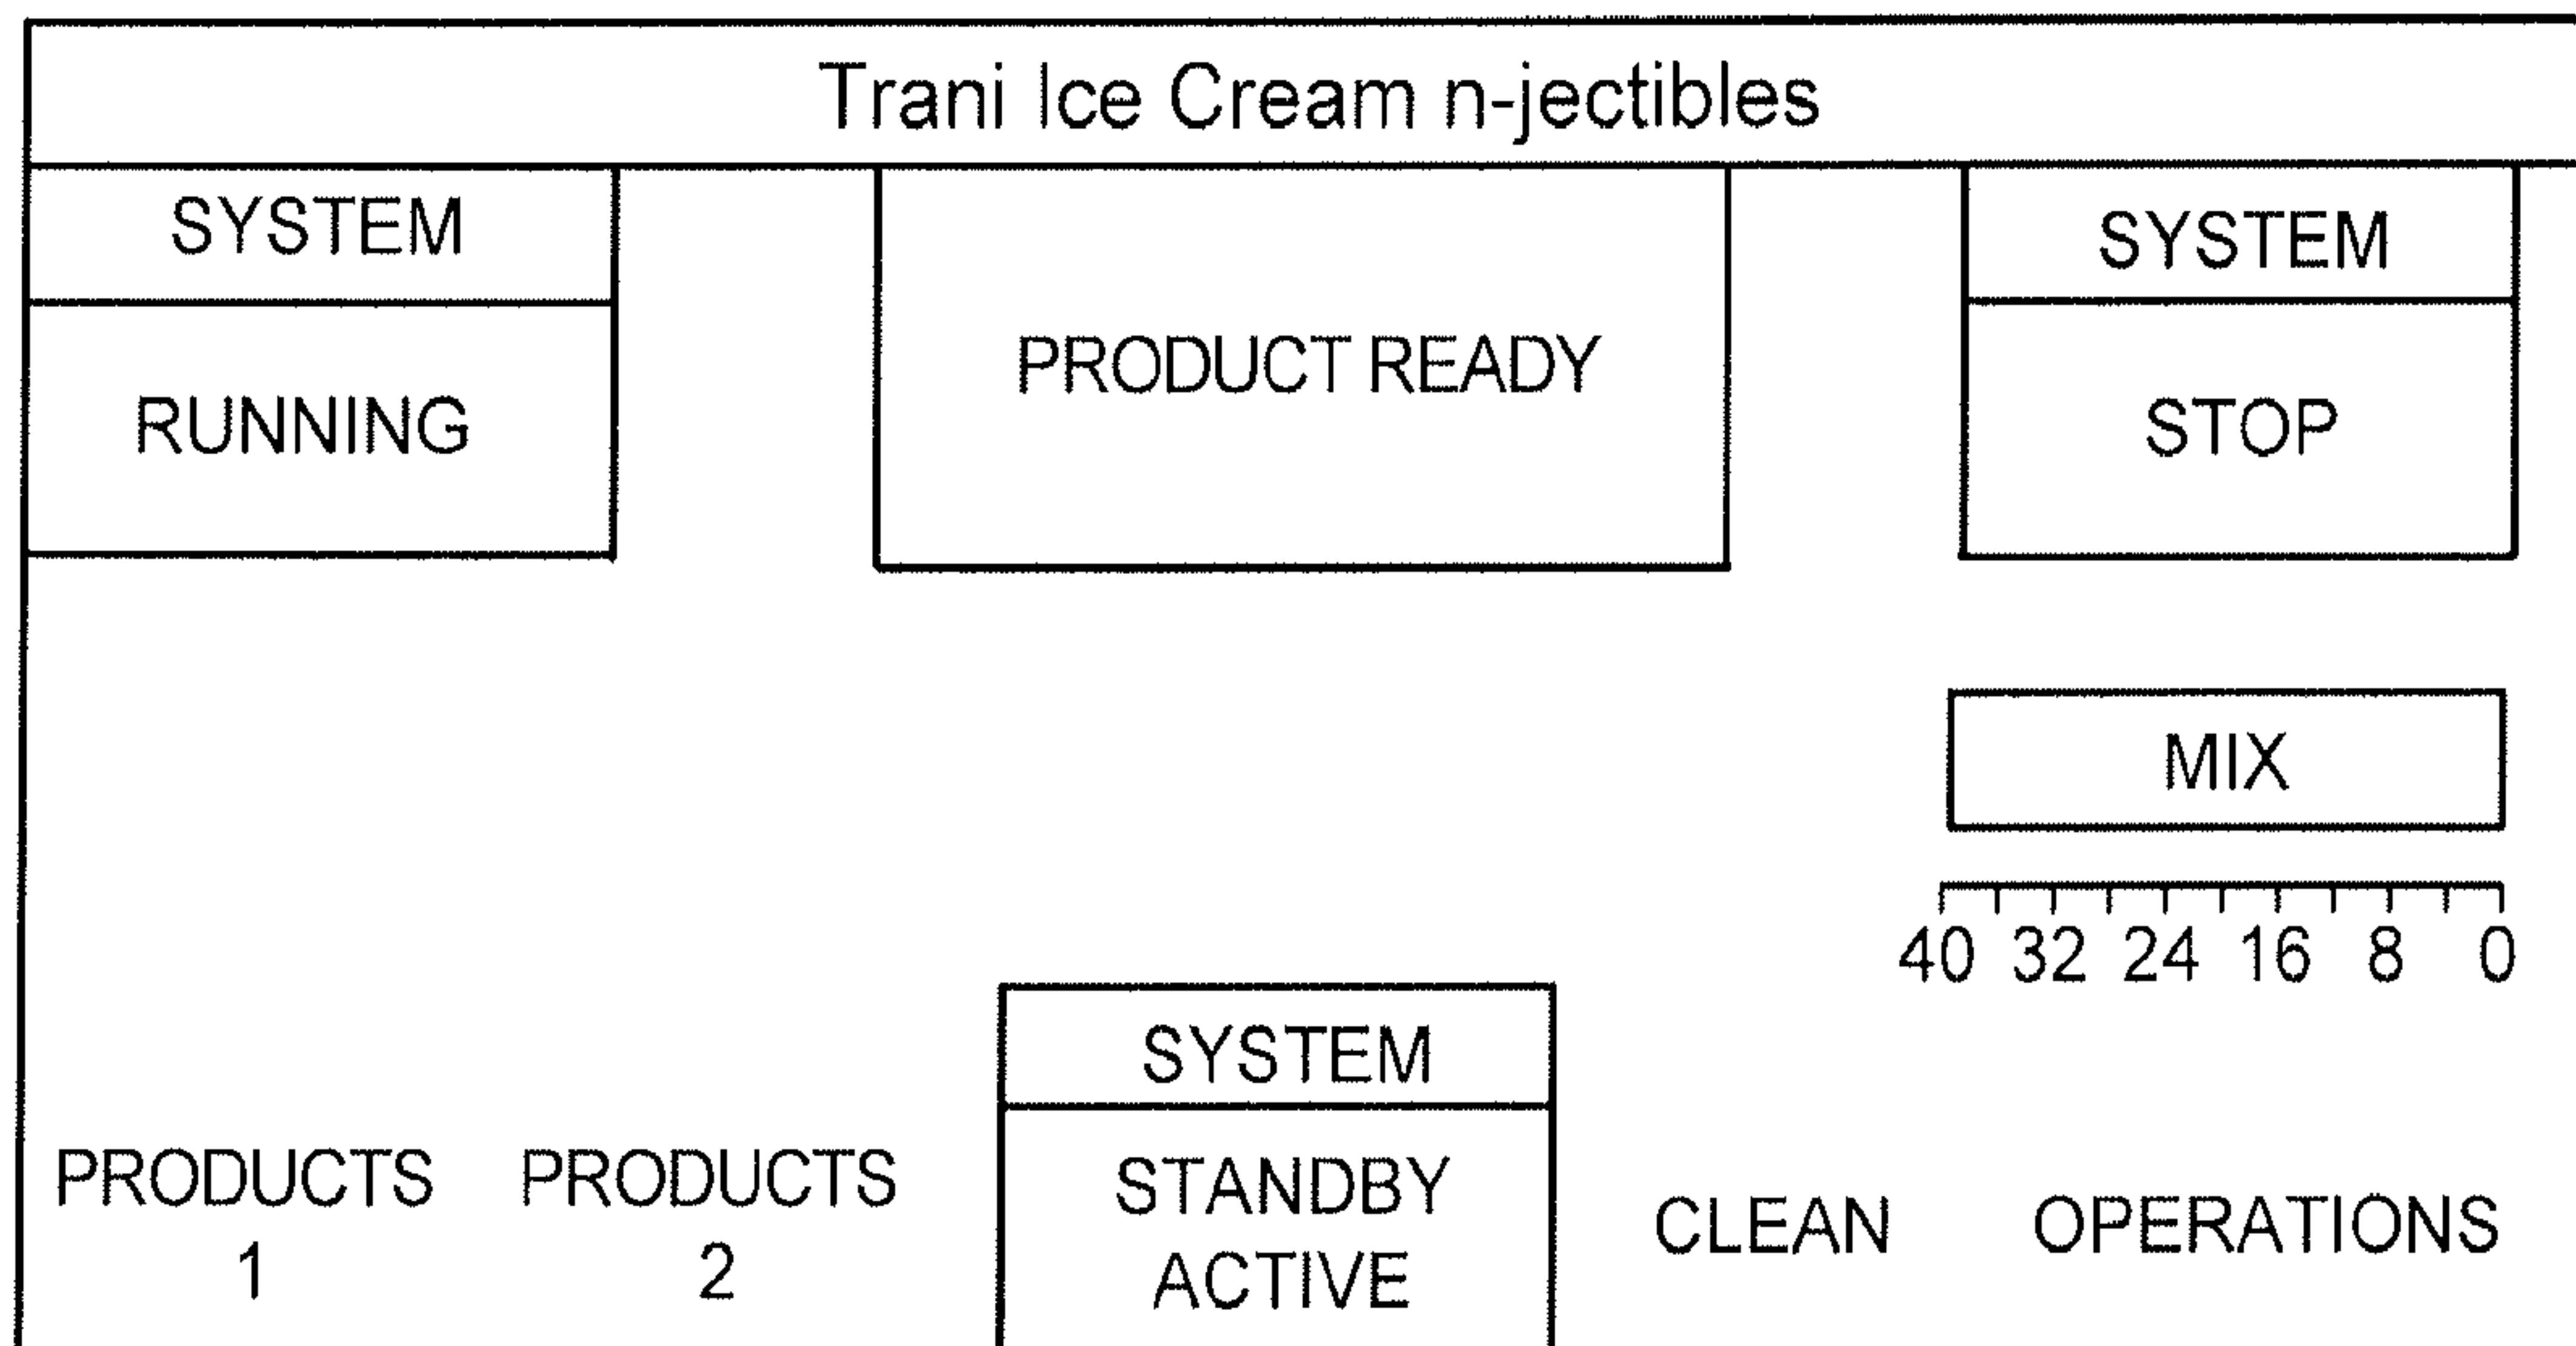 Trani Ice Cream n-jectibles
SYSTEM
RUNNING
PRODUCT READY
SYSTEM
STOP
MIX
40 32 24 16 8 0
SYSTEM
STANDBY
ACTIVE
PRODUCTS
1
PRODUCTS
2
CLEAN
OPERATIONS